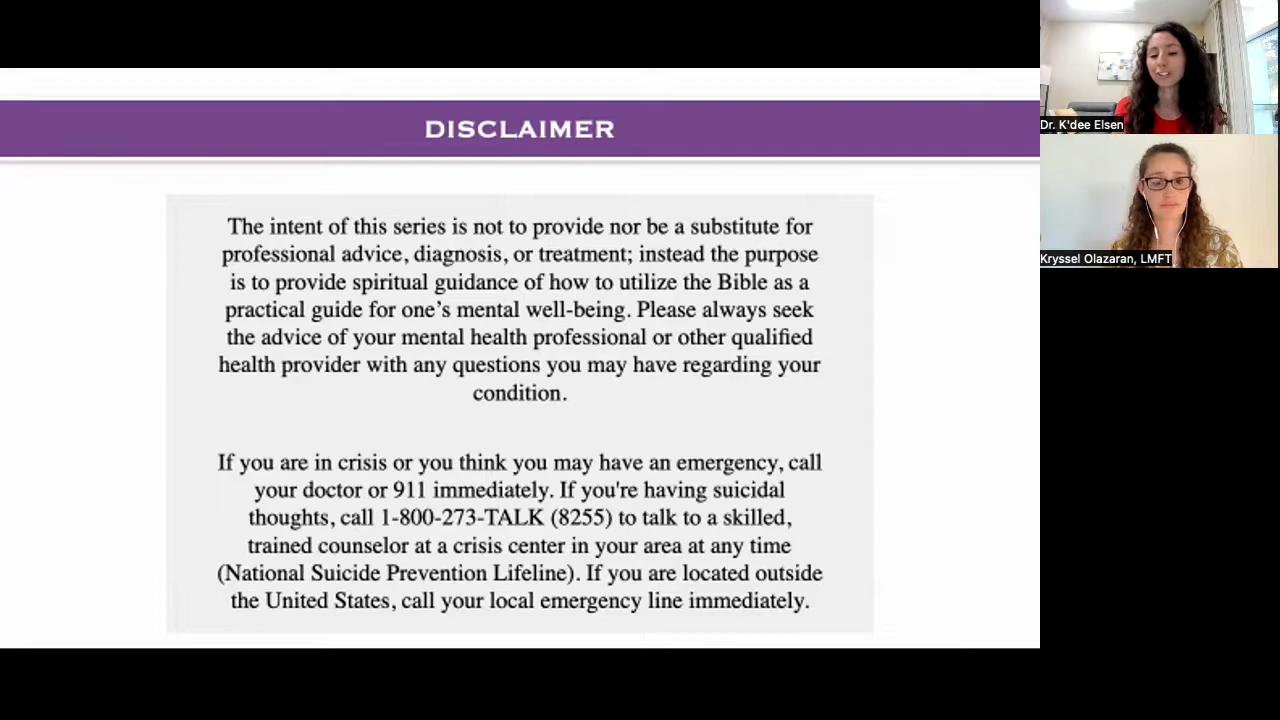 DISCLAIMER
The intent of this series is not to provide nor be a substitute for
professional advice, diagnosis, or treatment; instead the purpose
is to provide spiritual guidance of how to utilize the Bible as a
practical guide for one’s mental well-being. Please always seek
the advice of your mental health professional or other qualified
health provider with any questions you may have regarding your
condition.
If you are in crisis or you think you may have an emergency, call
your doctor or 911 immediately. If you're having suicidal
thoughts, call 1-800-273-TALK (8255) to talk to a skilled,
trained counselor at a crisis center in your area at any time
(National Suicide Prevention Lifeline). If you are located outside
the United States, call your local emergency line immediately.
Dr. K'dee Elsen
Kryssel Olazaran, LMFT